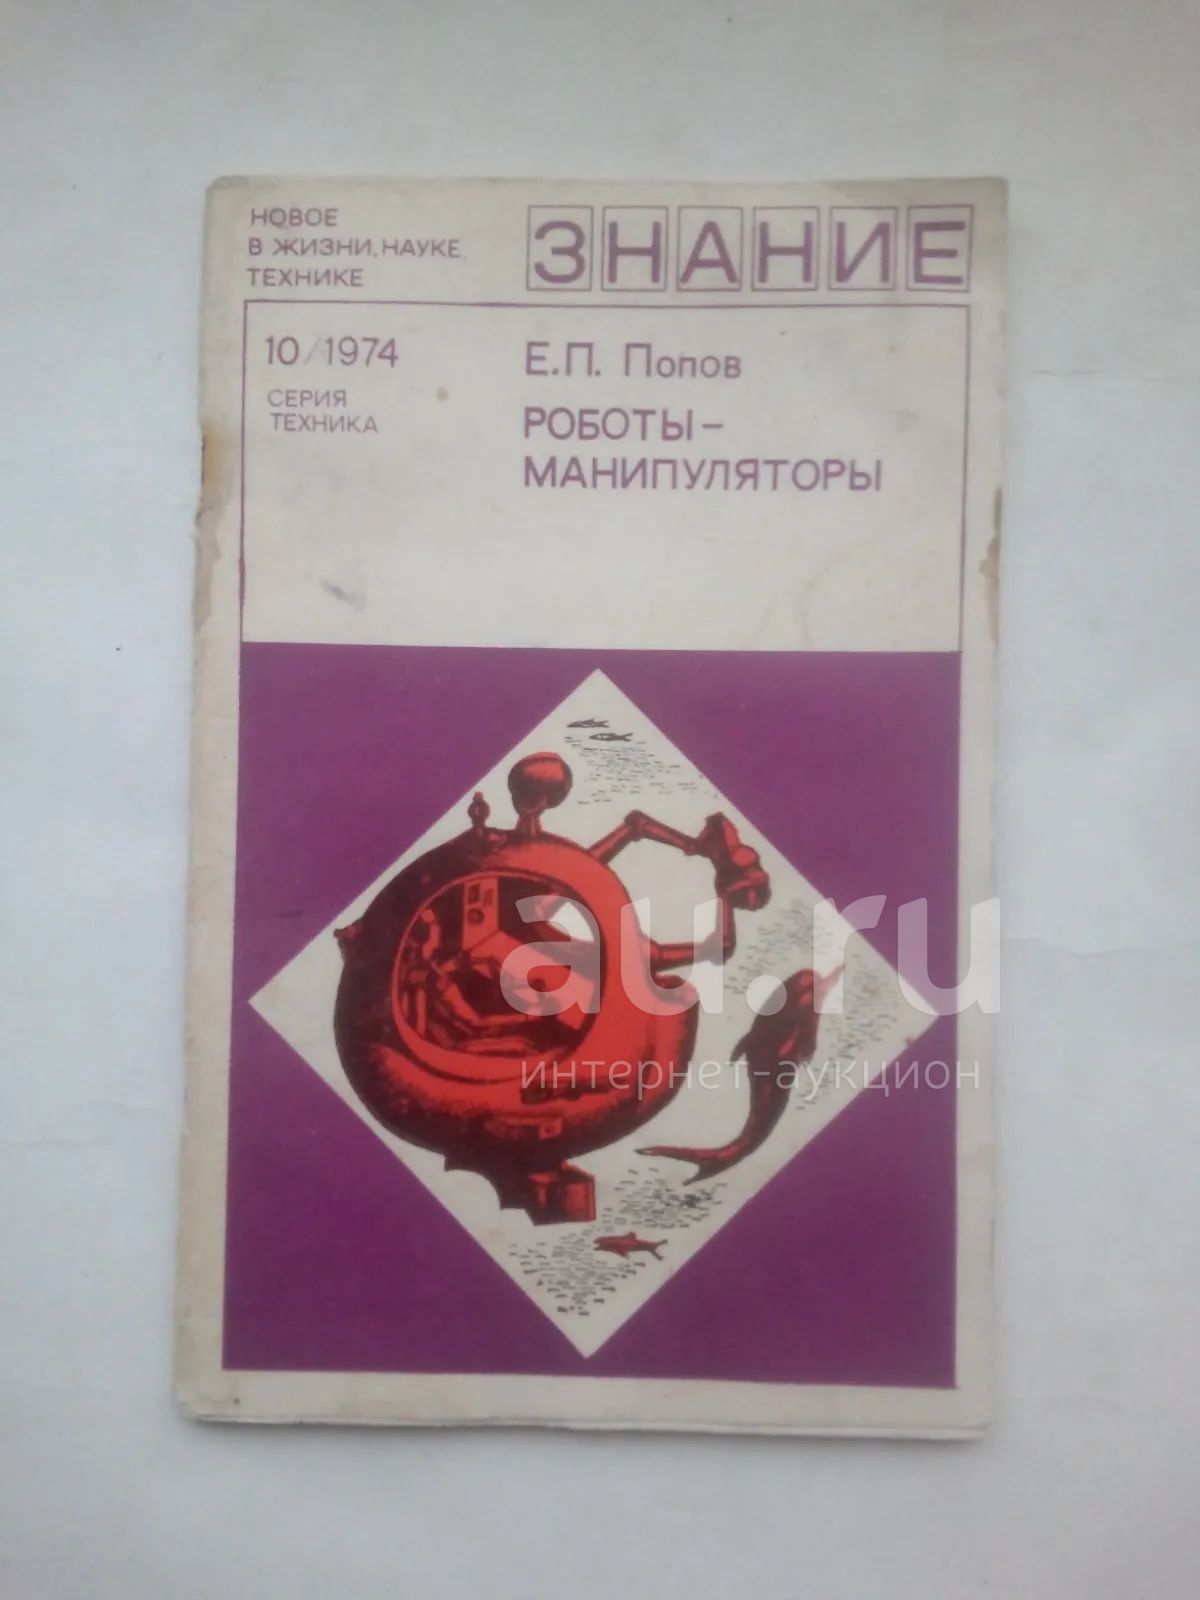 НОВОЕ
В ЖИЗНИ, НАУКЕ,
ТЕХНИКЕ
ЗНАНИЕ
10/1974
СЕРИЯ
ТЕХНИКА
Е.П. Попов
РОБОТЫ–
МАНИПУЛЯТОРЫ
au.ru
интернет-аукцион